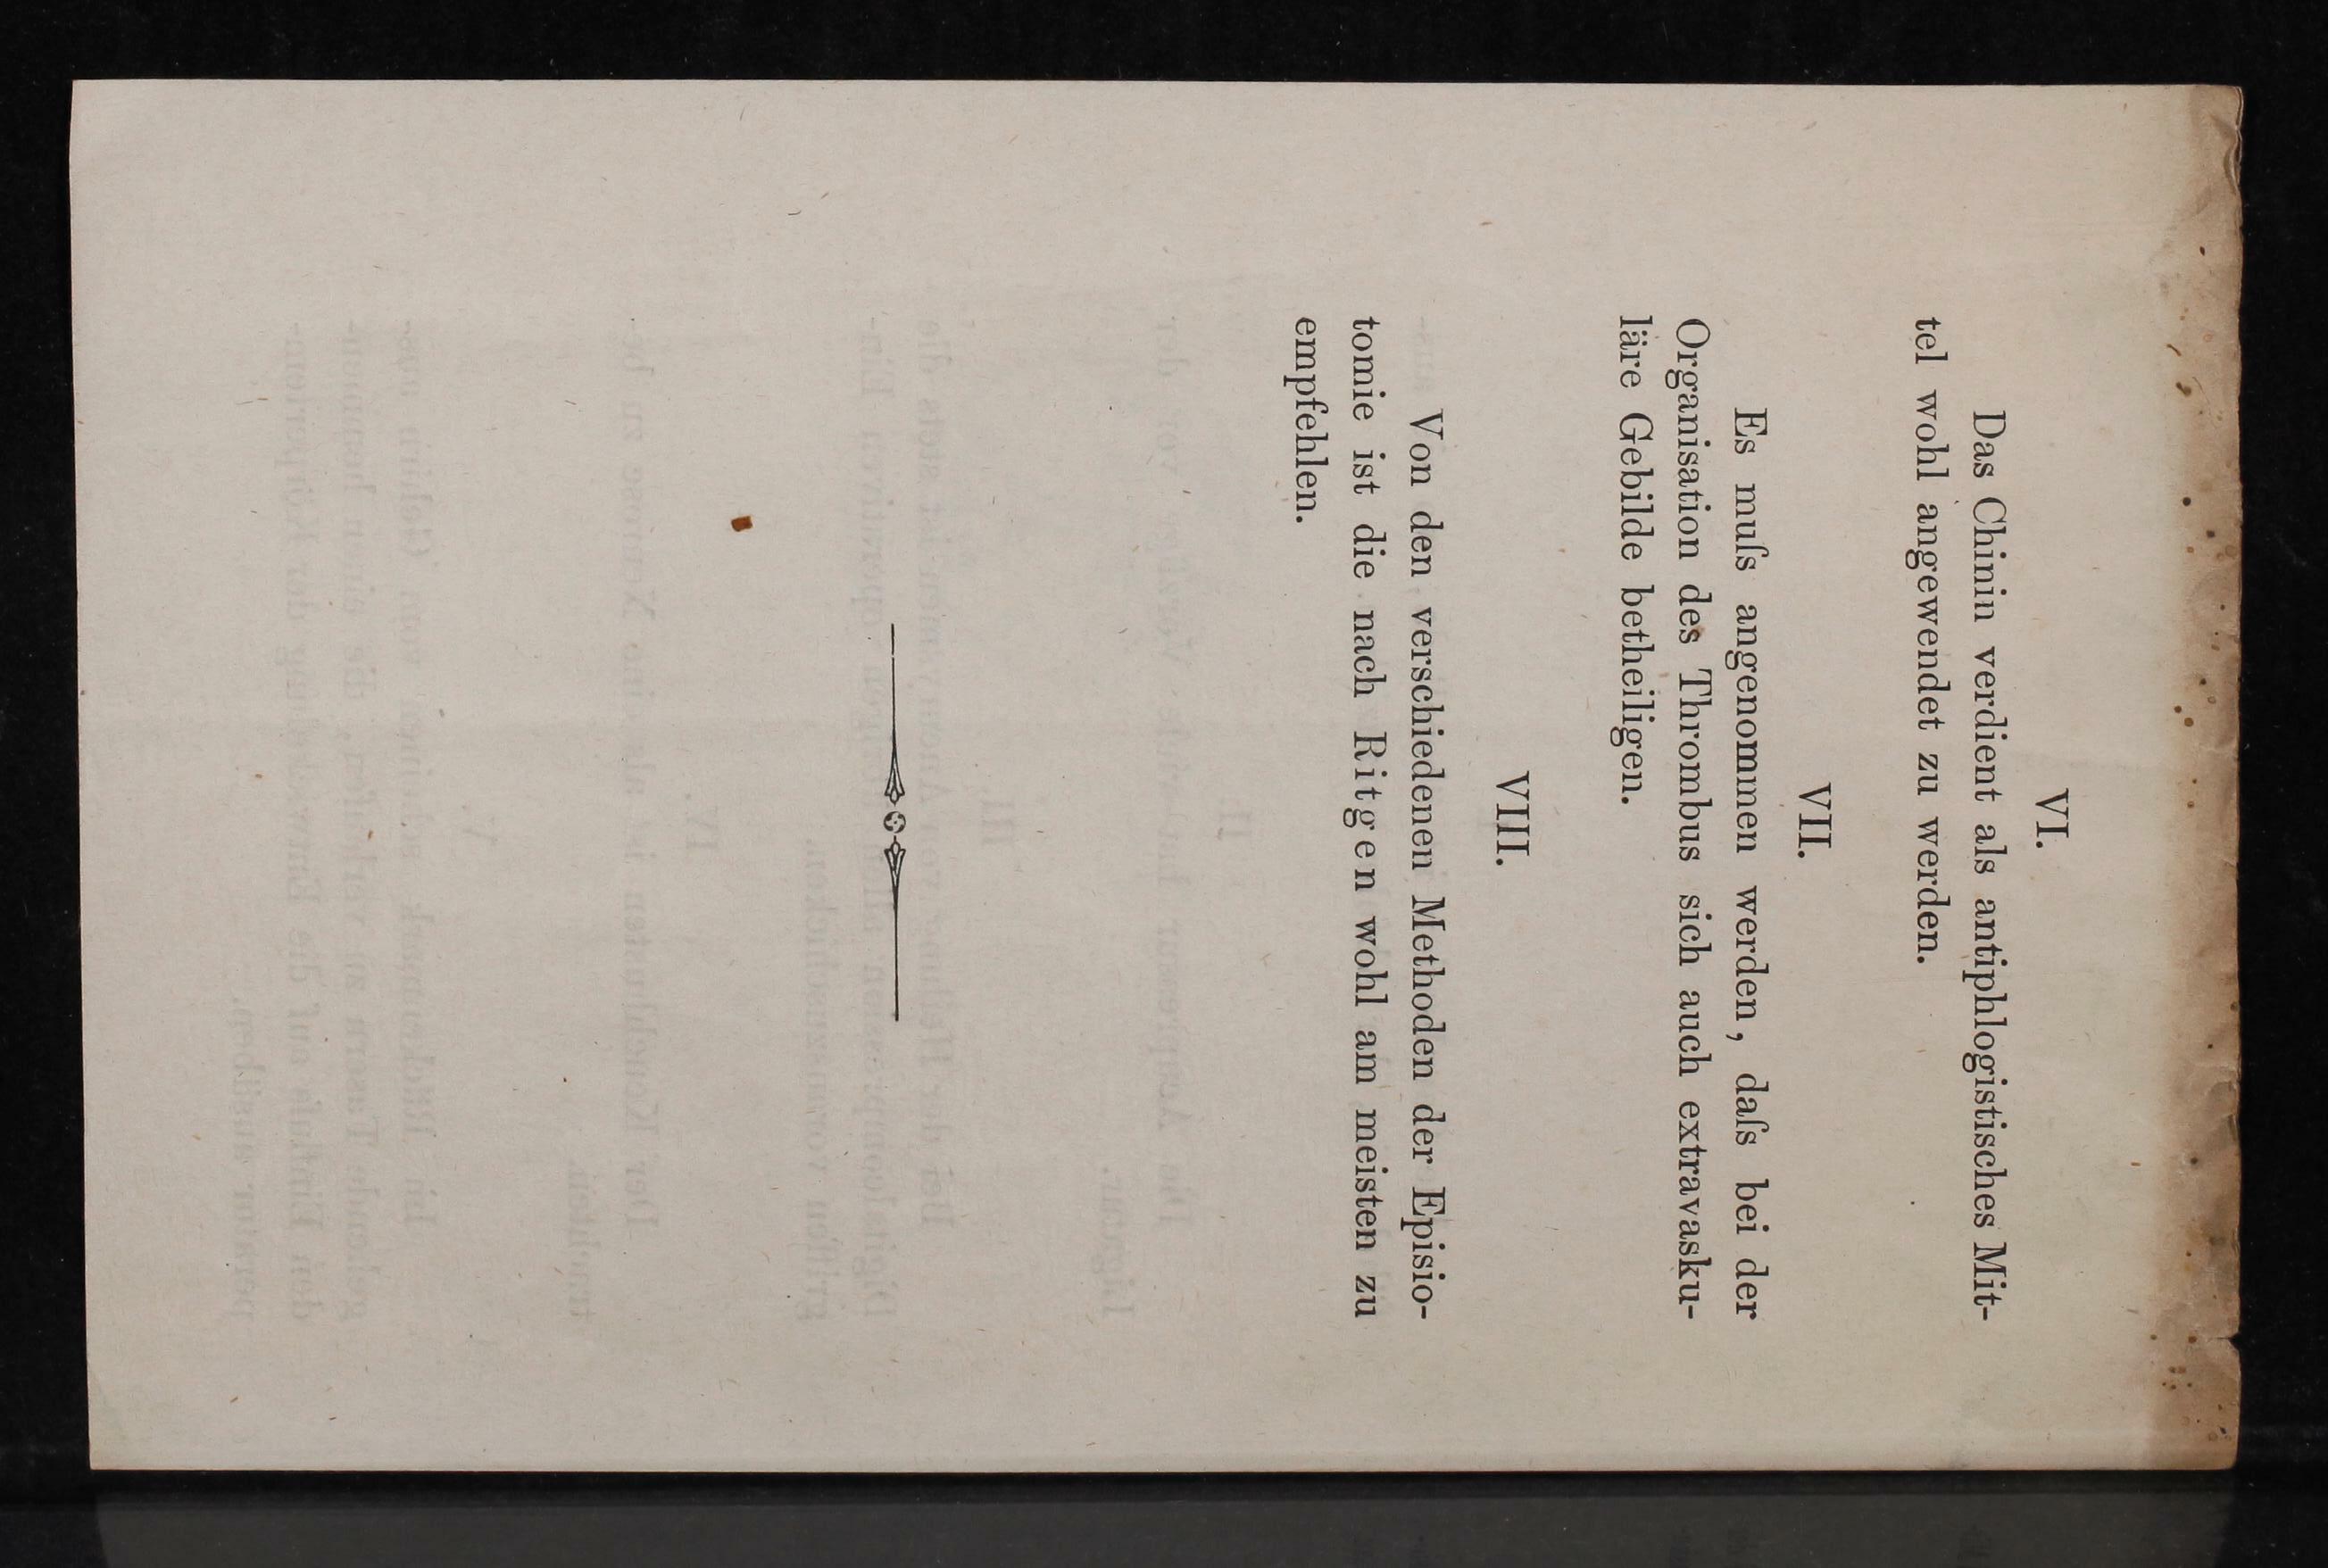 VI.
Das Chinin verdient als antiphlogistisches Mit-
tel wohl angewendet zu werden.
VII.
Es muſs angenommen werden, daſs bei der
Organisation des Thrombus sich auch extravasku-
läre Gebilde betheiligen.
VIII.
Von den verschiedenen Methoden der Episio-
tomie ist die nach Ritgen wohl am meisten zu
empfehlen.